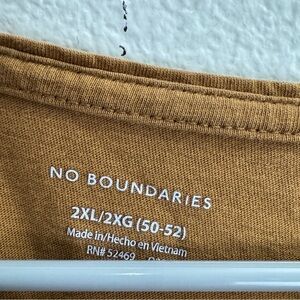 NO BOUNDARIES
2XL/2XG (50-52)
Made in/Hecho en Vietnam
RN# 52469